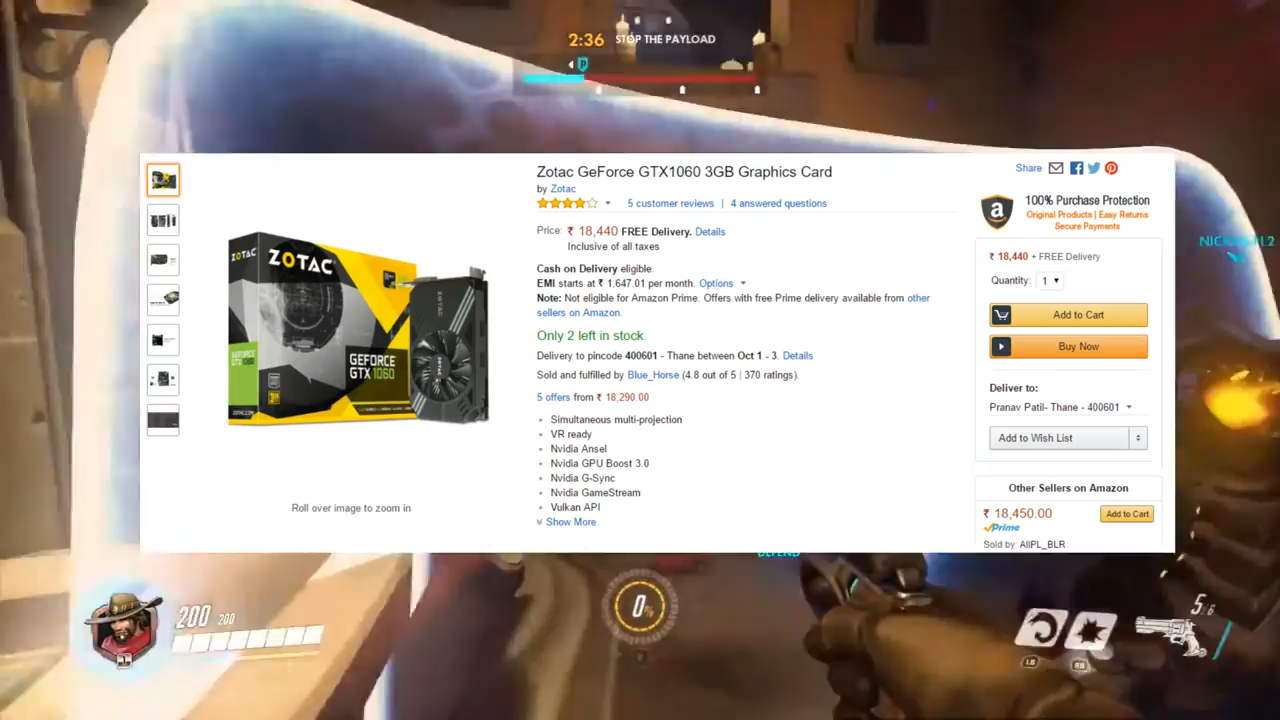 2:36 STOP THE PAYLOAD
P
Zotac GeForce GTX1060 3GB Graphics Card
by Zotac
5 customer reviews | 4 answered questions
Price: ₹ 18,440 FREE Delivery. Details
Inclusive of all taxes
Cash on Delivery eligible.
EMI starts at ₹ 1,647.01 per month. Options
Note: Not eligible for Amazon Prime. Offers with free Prime delivery available from other
sellers on Amazon.
Only 2 left in stock.
Delivery to pincode 400601 - Thane between Oct 1 - 3. Details
Sold and fulfilled by Blue_Horse (4.8 out of 5 | 370 ratings).
5 offers from ₹ 18,290.00
• Simultaneous multi-projection
• VR ready
• Nvidia Ansel
• Nvidia GPU Boost 3.0
• Nvidia G-Sync
• Nvidia GameStream
• Vulkan API
Show More
ZOTAC
ZOTAC
GEFORCE
GTX 1060
ZOTAC
Roll over image to zoom in
Share
a
100% Purchase Protection
Original Products | Easy Returns
Secure Payments
₹ 18,440 + FREE Delivery
Quantity: 1
Add to Cart
Buy Now
Deliver to:
Pranav Patil- Thane - 400601
Add to Wish List
Other Sellers on Amazon
₹ 18,450.00 Add to Cart
Prime
Sold by: AllPL_BLR
DEFEND
200 200
0%
LB
RB
5/6